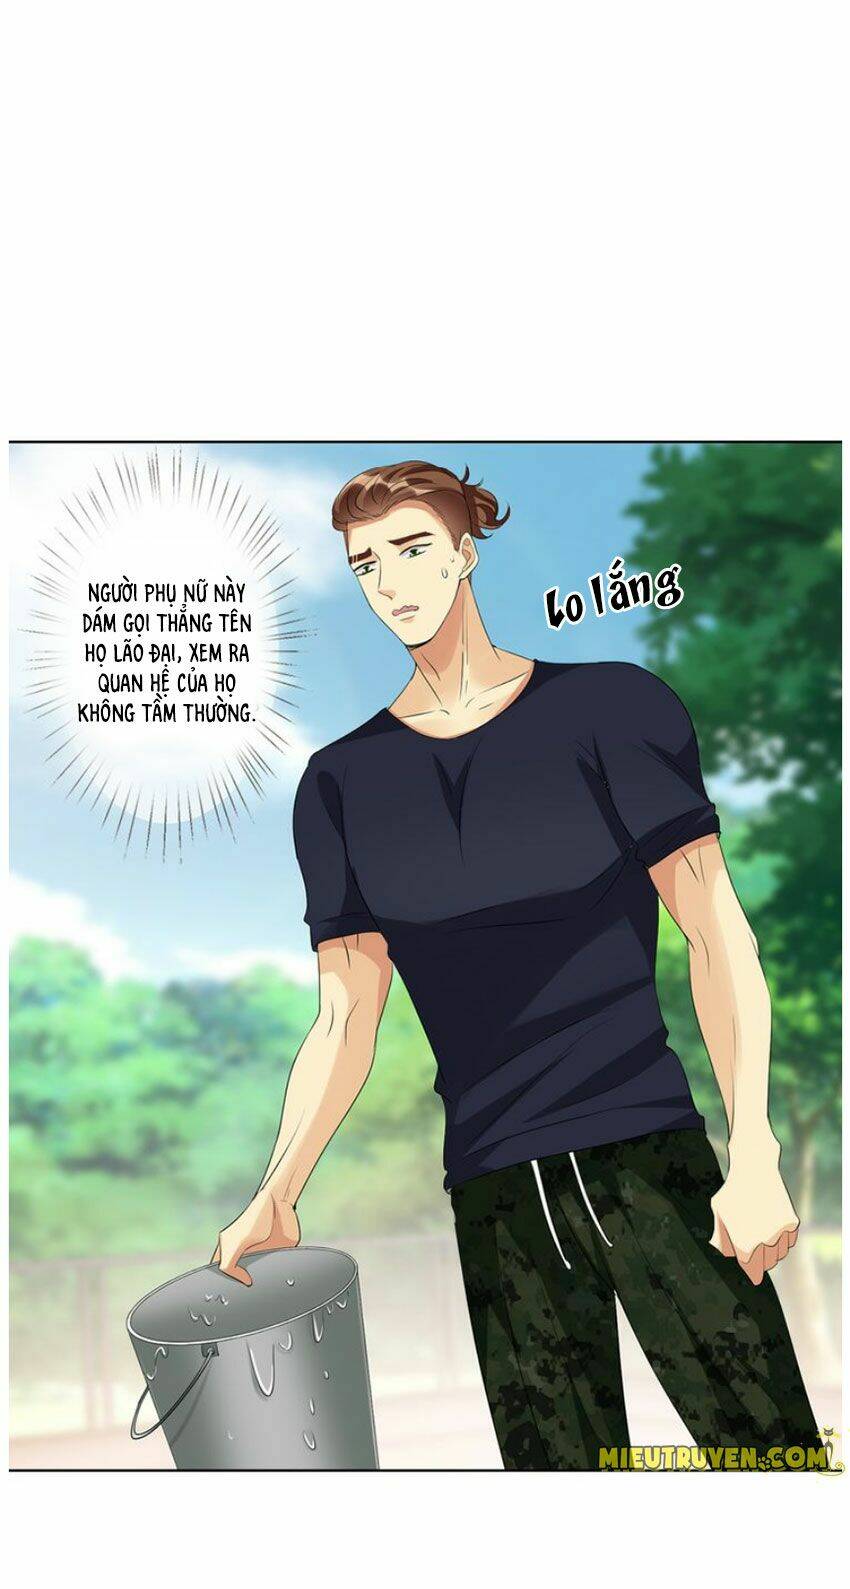 NGƯỜI PHỤ NỮ NÀY
DÁM GỌI THẲNG TÊN
HỌ LÃO ĐẠI, XEM RA
QUAN HỆ CỦA HỌ
KHÔNG TẦM THƯỜNG.
Lo lắng
MIEUTRUYEN.COM